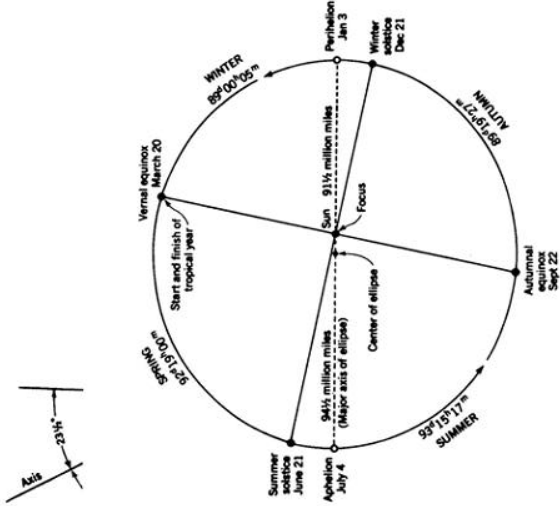 Axis
23½°
Vernal equinox
March 20
Start and finish of
tropical year
SPRING
92ᵈ19ʰ00ᵐ
WINTER
89ᵈ00ʰ05ᵐ
Summer
solstice
June 21
Aphelion
July 4
94½ million miles
(Major axis of ellipse)
Sun
91½ million miles
Perihelion
Jan 3
Winter
solstice
Dec 21
Focus
Center of ellipse
93ᵈ15ʰ17ᵐ
SUMMER
AUTUMN
89ᵈ19ʰ27ᵐ
Autumnal
equinox
Sept 22